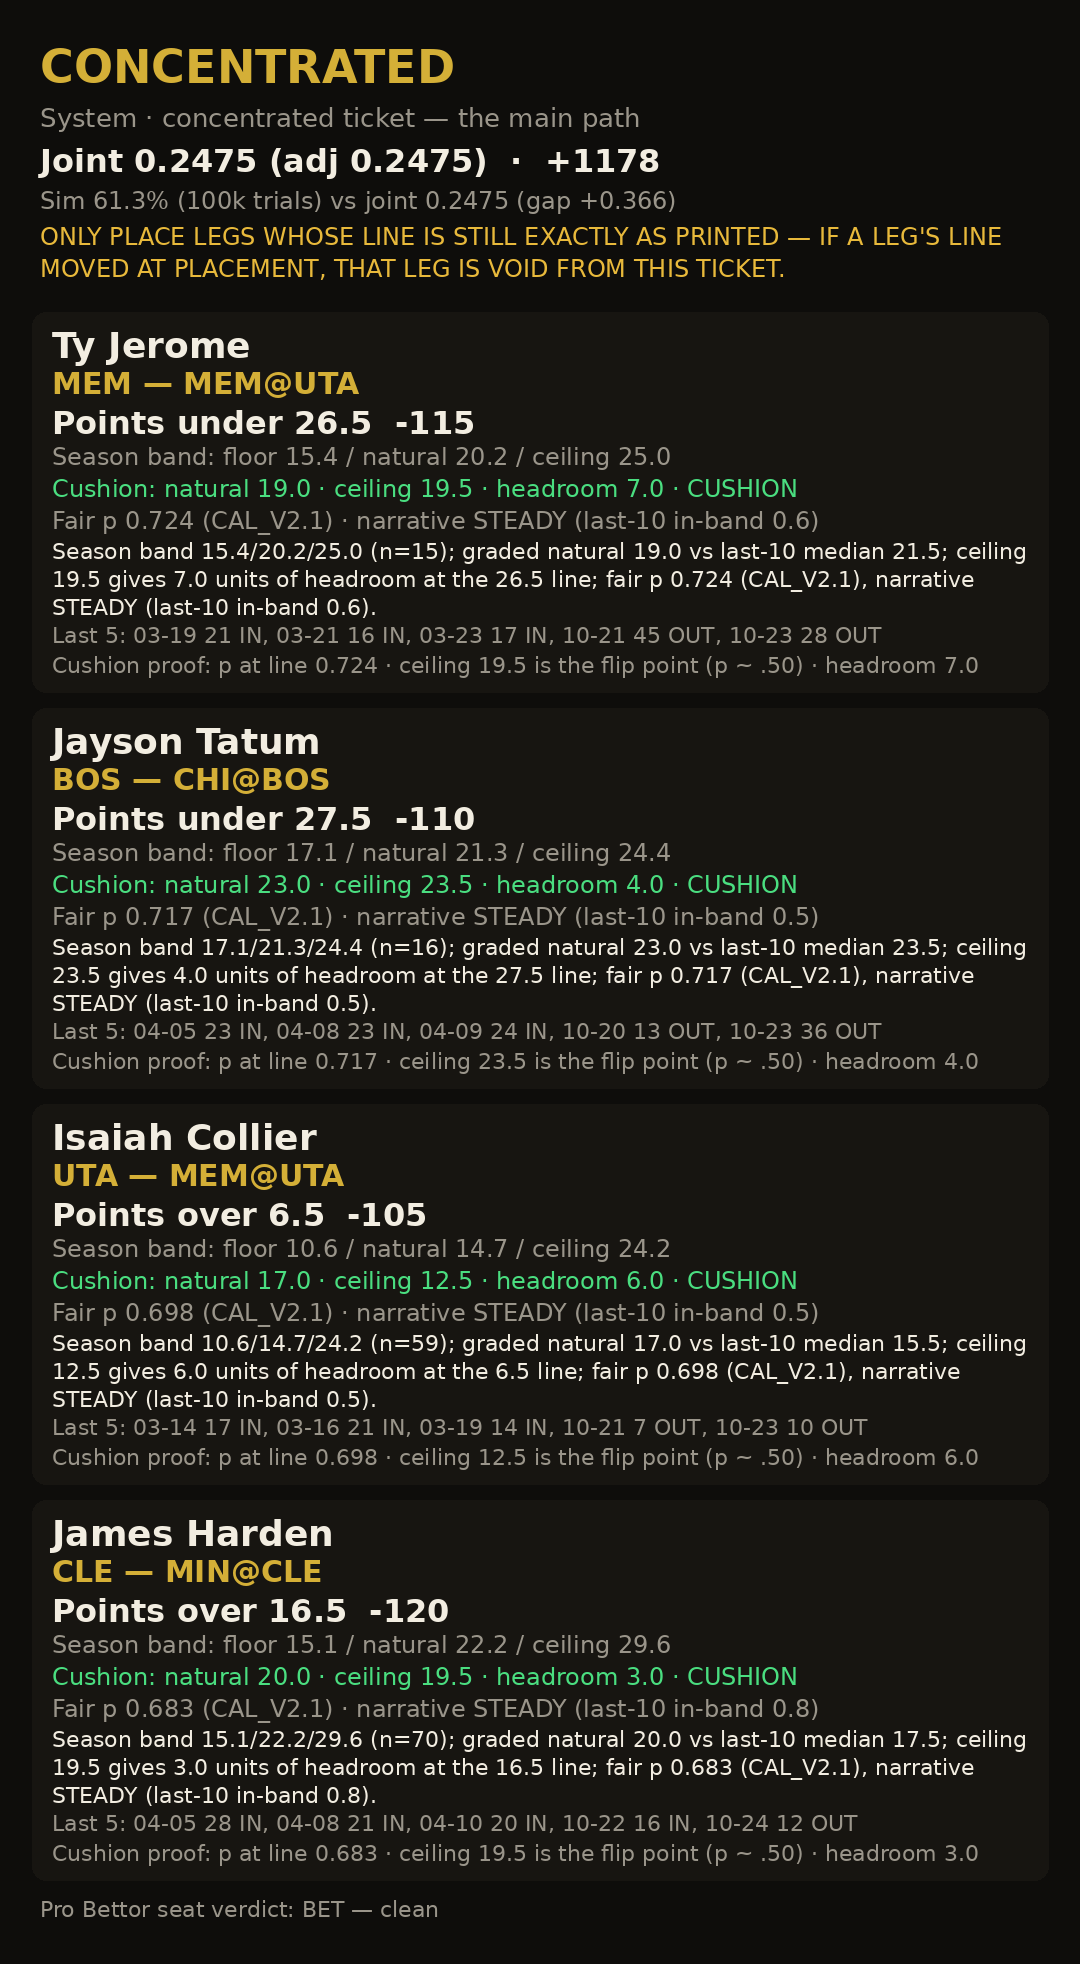 CONCENTRATED
System · concentrated ticket — the main path
Joint 0.2475 (adj 0.2475)  ·  +1178
Sim 61.3% (100k trials) vs joint 0.2475 (gap +0.366)
ONLY PLACE LEGS WHOSE LINE IS STILL EXACTLY AS PRINTED — IF A LEG'S LINE
MOVED AT PLACEMENT, THAT LEG IS VOID FROM THIS TICKET.
Ty Jerome
MEM — MEM@UTA
Points under 26.5  -115
Season band: floor 15.4 / natural 20.2 / ceiling 25.0
Cushion: natural 19.0 · ceiling 19.5 · headroom 7.0 · CUSHION
Fair p 0.724 (CAL_V2.1) · narrative STEADY (last-10 in-band 0.6)
Season band 15.4/20.2/25.0 (n=15); graded natural 19.0 vs last-10 median 21.5; ceiling
19.5 gives 7.0 units of headroom at the 26.5 line; fair p 0.724 (CAL_V2.1), narrative
STEADY (last-10 in-band 0.6).
Last 5: 03-19 21 IN, 03-21 16 IN, 03-23 17 IN, 10-21 45 OUT, 10-23 28 OUT
Cushion proof: p at line 0.724 · ceiling 19.5 is the flip point (p ~ .50) · headroom 7.0
Jayson Tatum
BOS — CHI@BOS
Points under 27.5  -110
Season band: floor 17.1 / natural 21.3 / ceiling 24.4
Cushion: natural 23.0 · ceiling 23.5 · headroom 4.0 · CUSHION
Fair p 0.717 (CAL_V2.1) · narrative STEADY (last-10 in-band 0.5)
Season band 17.1/21.3/24.4 (n=16); graded natural 23.0 vs last-10 median 23.5; ceiling
23.5 gives 4.0 units of headroom at the 27.5 line; fair p 0.717 (CAL_V2.1), narrative
STEADY (last-10 in-band 0.5).
Last 5: 04-05 23 IN, 04-08 23 IN, 04-09 24 IN, 10-20 13 OUT, 10-23 36 OUT
Cushion proof: p at line 0.717 · ceiling 23.5 is the flip point (p ~ .50) · headroom 4.0
Isaiah Collier
UTA — MEM@UTA
Points over 6.5  -105
Season band: floor 10.6 / natural 14.7 / ceiling 24.2
Cushion: natural 17.0 · ceiling 12.5 · headroom 6.0 · CUSHION
Fair p 0.698 (CAL_V2.1) · narrative STEADY (last-10 in-band 0.5)
Season band 10.6/14.7/24.2 (n=59); graded natural 17.0 vs last-10 median 15.5; ceiling
12.5 gives 6.0 units of headroom at the 6.5 line; fair p 0.698 (CAL_V2.1), narrative
STEADY (last-10 in-band 0.5).
Last 5: 03-14 17 IN, 03-16 21 IN, 03-19 14 IN, 10-21 7 OUT, 10-23 10 OUT
Cushion proof: p at line 0.698 · ceiling 12.5 is the flip point (p ~ .50) · headroom 6.0
James Harden
CLE — MIN@CLE
Points over 16.5  -120
Season band: floor 15.1 / natural 22.2 / ceiling 29.6
Cushion: natural 20.0 · ceiling 19.5 · headroom 3.0 · CUSHION
Fair p 0.683 (CAL_V2.1) · narrative STEADY (last-10 in-band 0.8)
Season band 15.1/22.2/29.6 (n=70); graded natural 20.0 vs last-10 median 17.5; ceiling
19.5 gives 3.0 units of headroom at the 16.5 line; fair p 0.683 (CAL_V2.1), narrative
STEADY (last-10 in-band 0.8).
Last 5: 04-05 28 IN, 04-08 21 IN, 04-10 20 IN, 10-22 16 IN, 10-24 12 OUT
Cushion proof: p at line 0.683 · ceiling 19.5 is the flip point (p ~ .50) · headroom 3.0
Pro Bettor seat verdict: BET — clean